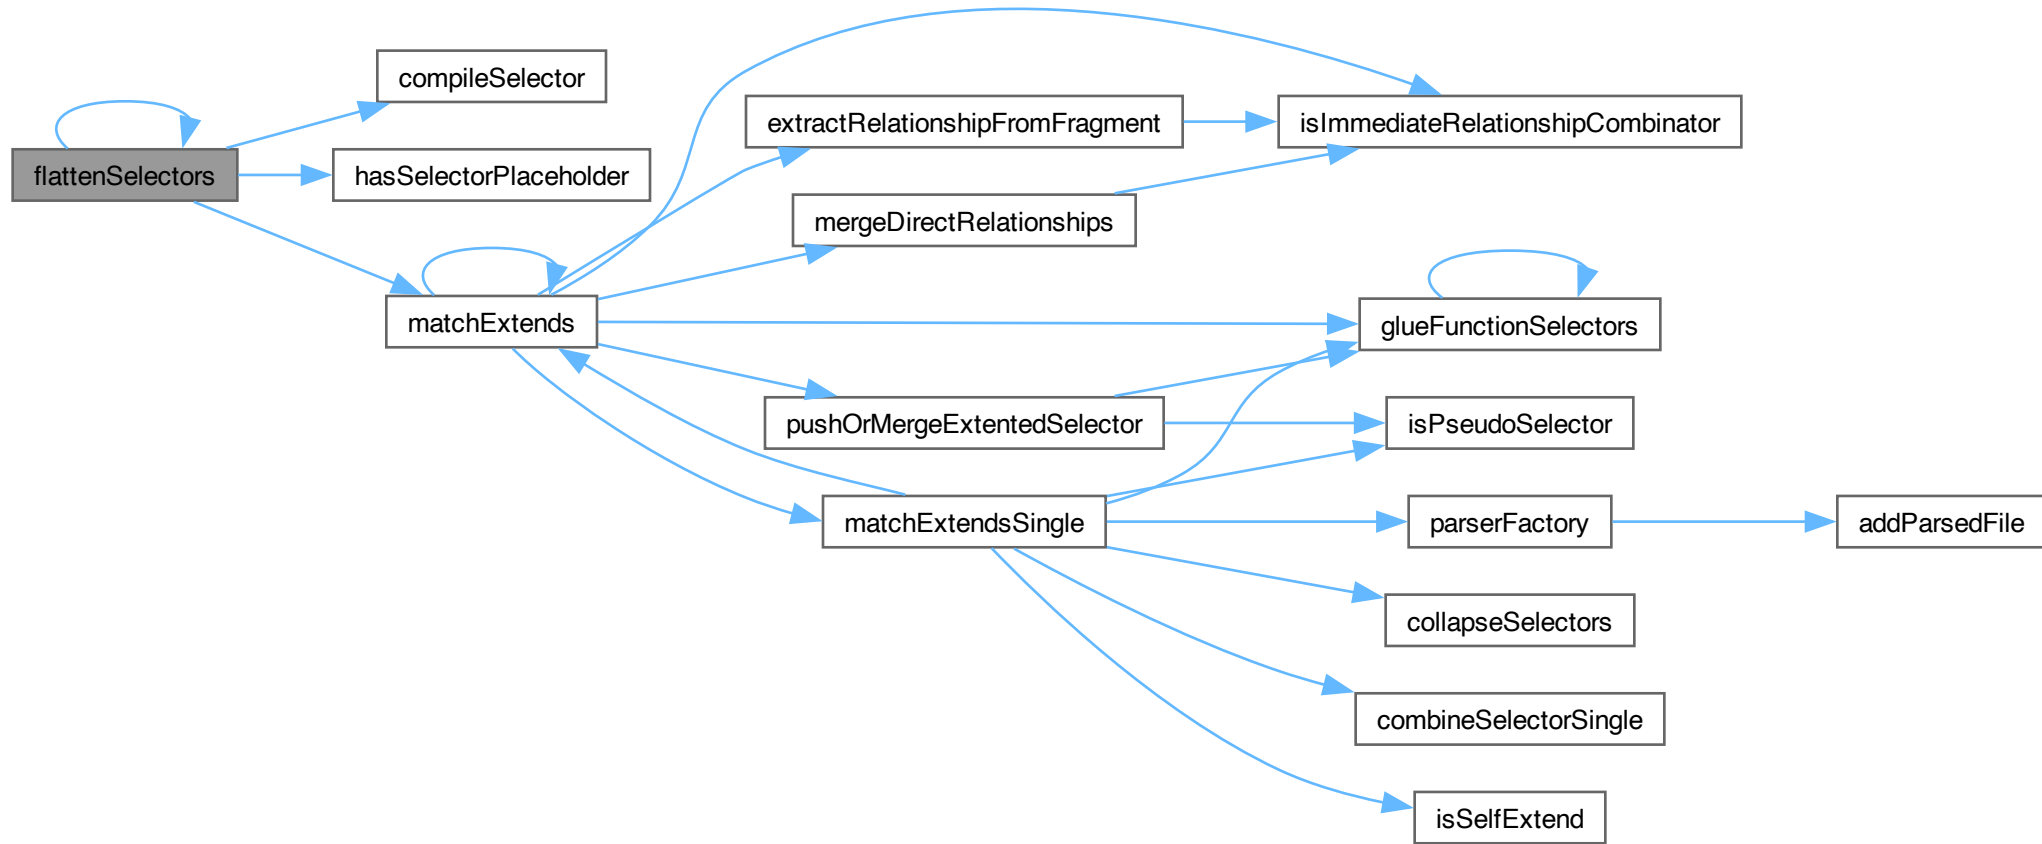 flattenSelectors
compileSelector
hasSelectorPlaceholder
matchExtends
extractRelationshipFromFragment
mergeDirectRelationships
pushOrMergeExtentedSelector
matchExtendsSingle
isImmediateRelationshipCombinator
glueFunctionSelectors
isPseudoSelector
parserFactory
collapseSelectors
combineSelectorSingle
isSelfExtend
addParsedFile